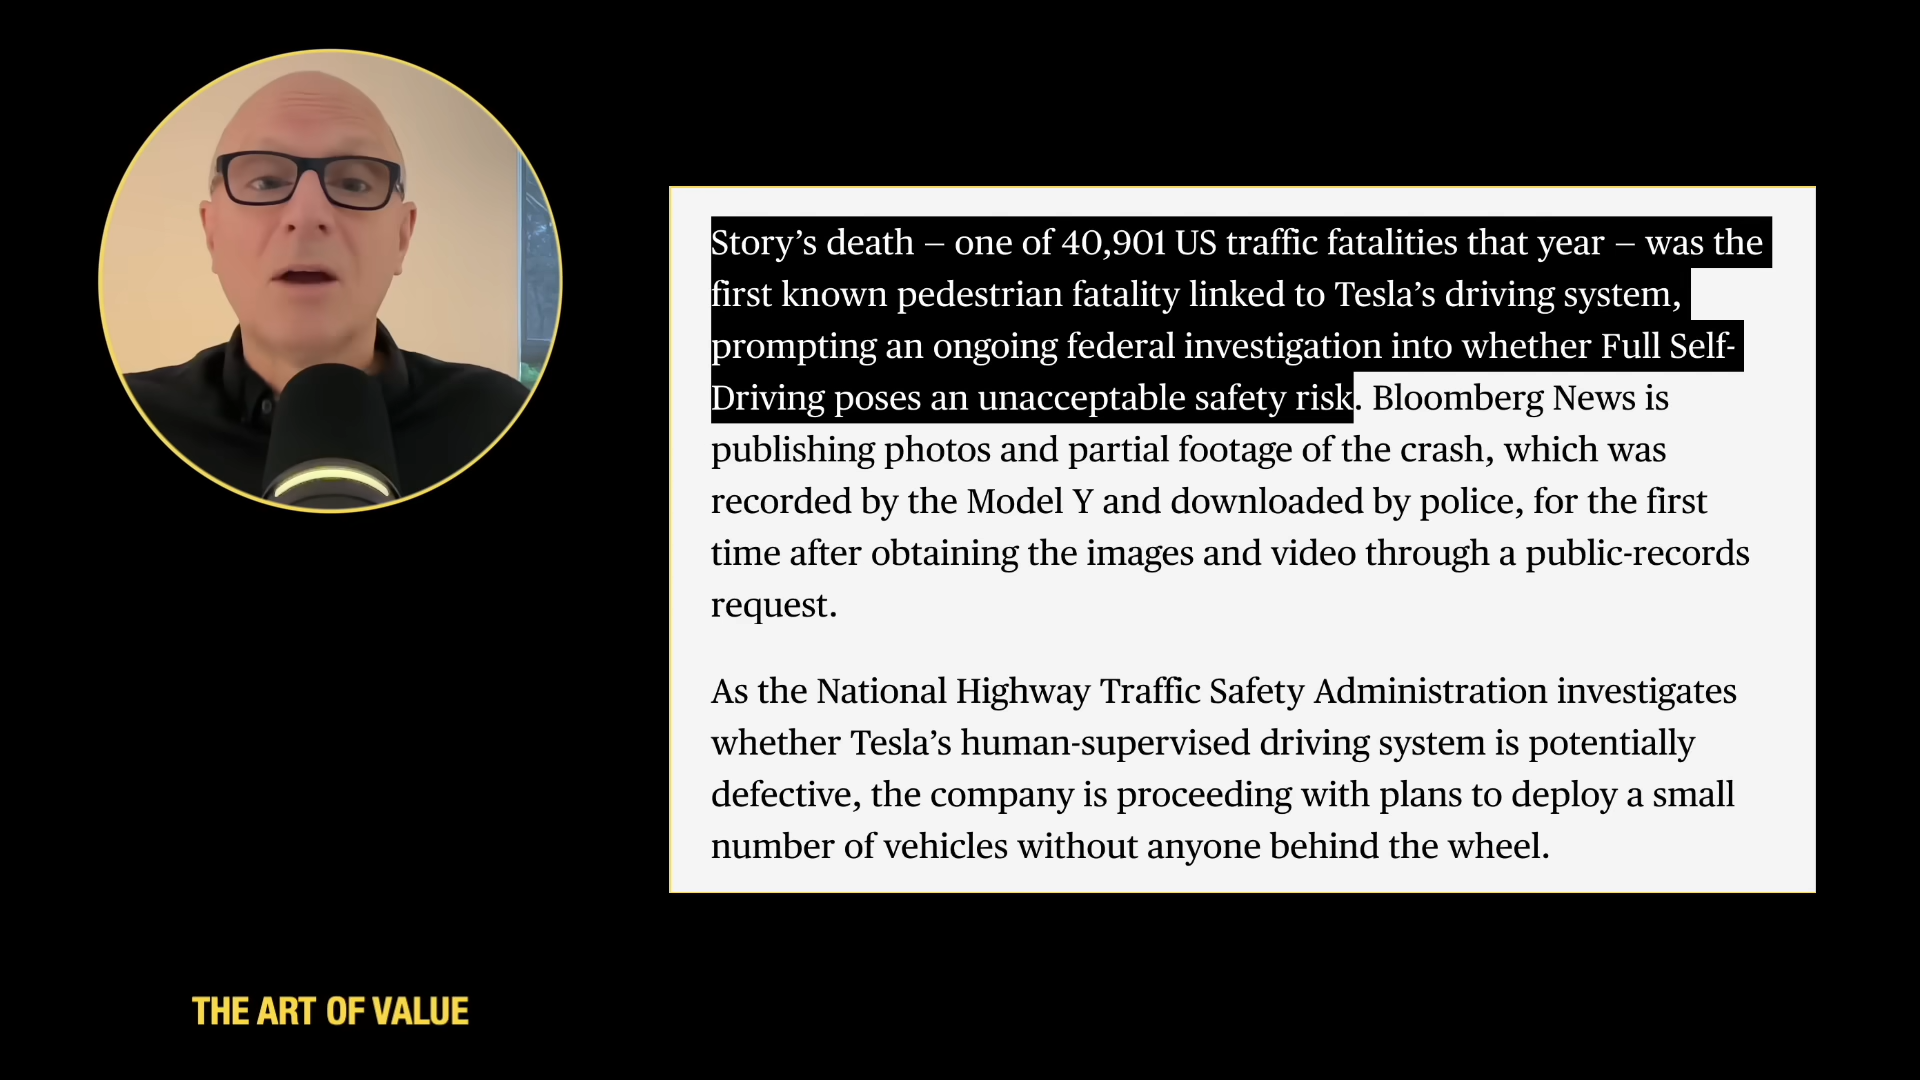 Story’s death – one of 40,901 US traffic fatalities that year – was the
first known pedestrian fatality linked to Tesla’s driving system,
prompting an ongoing federal investigation into whether Full Self-
Driving poses an unacceptable safety risk. Bloomberg News is
publishing photos and partial footage of the crash, which was
recorded by the Model Y and downloaded by police, for the first
time after obtaining the images and video through a public-records
request.
As the National Highway Traffic Safety Administration investigates
whether Tesla’s human-supervised driving system is potentially
defective, the company is proceeding with plans to deploy a small
number of vehicles without anyone behind the wheel.
THE ART OF VALUE